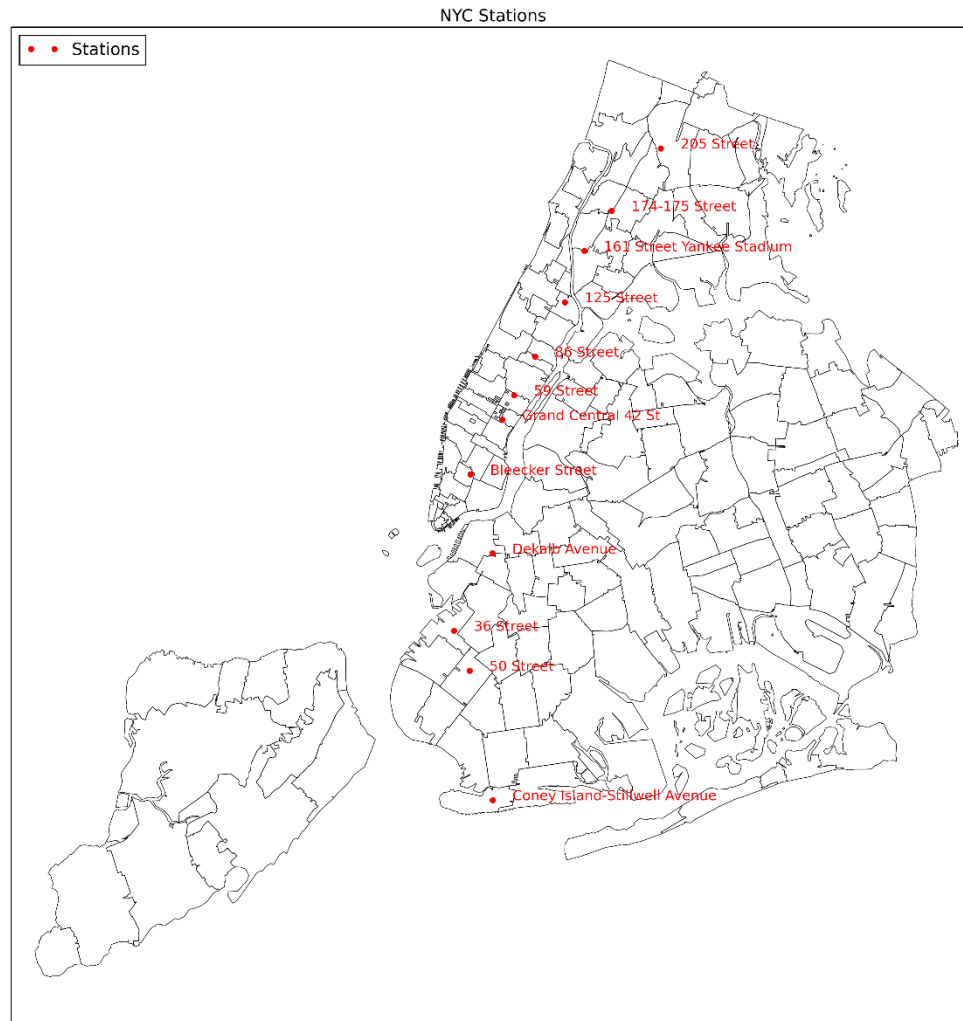 NYC Stations
Stations
205 Street
174-175 Street
161 Street Yankee Stadium
125 Street
86 Street
59 Street
Grand Central 42 St
Bleecker Street
Dekalb Avenue
36 Street
50 Street
Coney Island-Stillwell Avenue